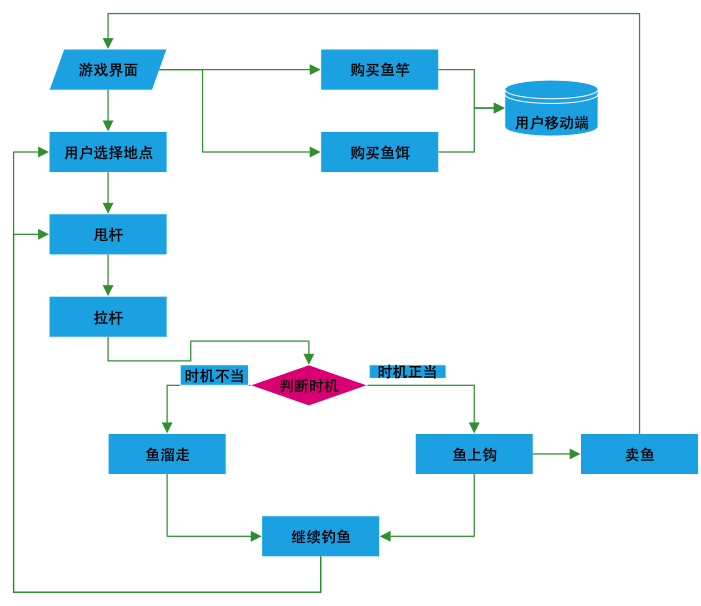 游戏界面
购买鱼竿
用户移动端
用户选择地点
购买鱼饵
甩杆
拉杆
时机不当
判断时机
时机正当
鱼溜走
鱼上钩
卖鱼
继续钓鱼